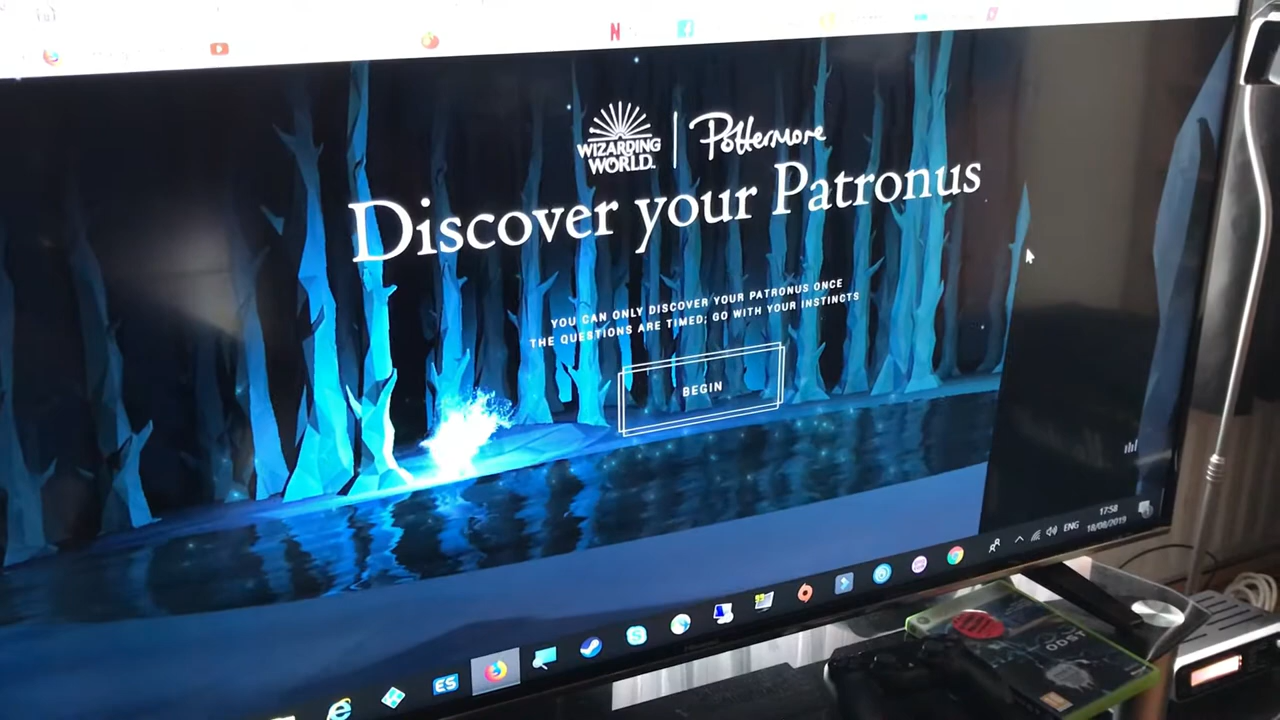 WIZARDING
WORLD
Pottermore
Discover your Patronus
YOU CAN ONLY DISCOVER YOUR PATRONUS ONCE
THE QUESTIONS ARE TIMED; GO WITH YOUR INSTINCTS
BEGIN
17:58
ENG
18/08/2019
ES
ODST